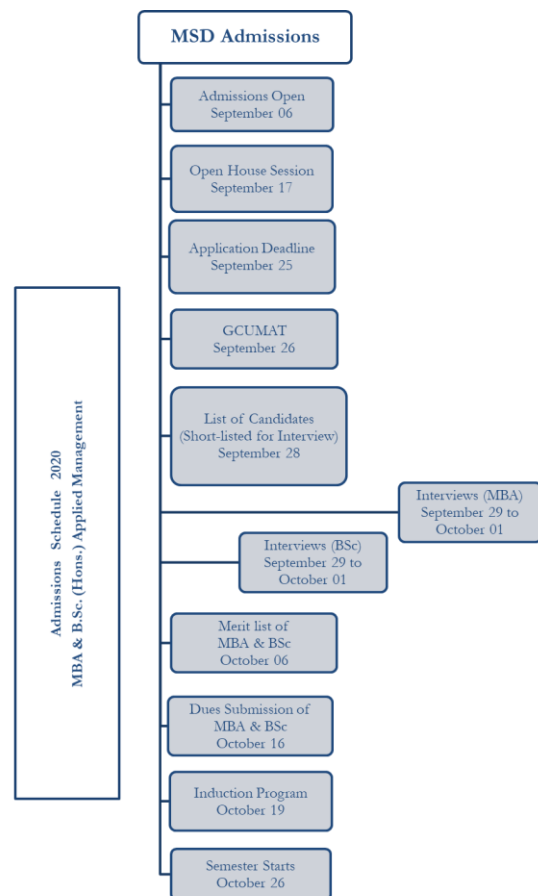 MSD Admissions
Admissions Open
September 06
Open House Session
September 17
Application Deadline
September 25
GCUMAT
September 26
List of Candidates
(Short-listed for Interview)
September 28
Interviews (MBA)
September 29 to
October 01
Interviews (BSc)
September 29 to
October 01
Merit list of
MBA & BSc
October 06
Dues Submission of
MBA & BSc
October 16
Induction Program
October 19
Semester Starts
October 26
Admissions Schedule 2020
MBA & B.Sc. (Hons.) Applied Management